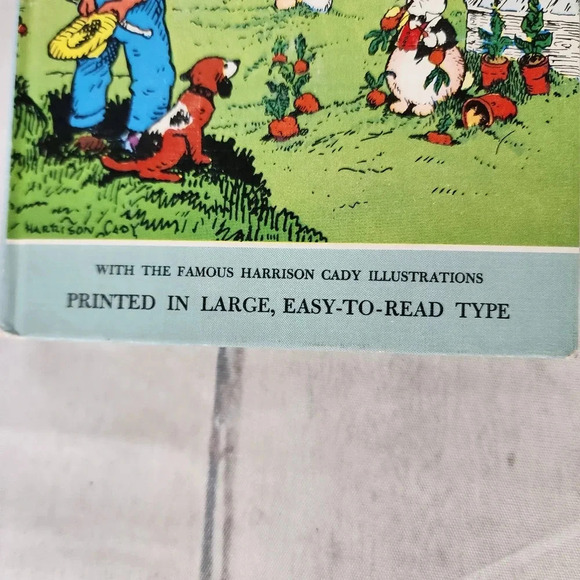 HARRISON CADY
WITH THE FAMOUS HARRISON CADY ILLUSTRATIONS
PRINTED IN LARGE, EASY-TO-READ TYPE